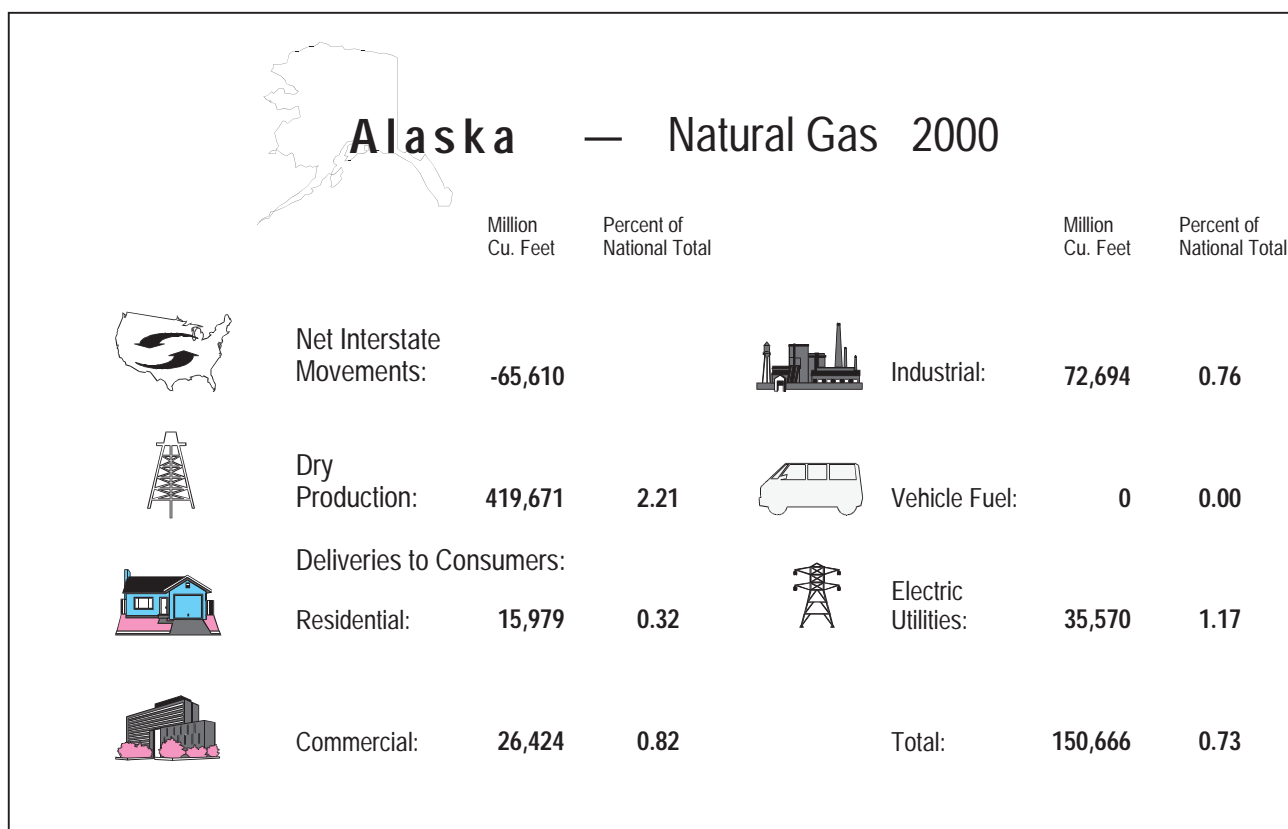 Alaska — Natural Gas 2000
Million Cu. Feet
Percent of National Total
Million Cu. Feet
Percent of National Total
Net Interstate
Movements: -65,610
Industrial: 72,694 0.76
Dry
Production: 419,671 2.21
Vehicle Fuel: 0 0.00
Deliveries to Consumers:
Residential: 15,979 0.32
Electric
Utilities: 35,570 1.17
Commercial: 26,424 0.82
Total: 150,666 0.73